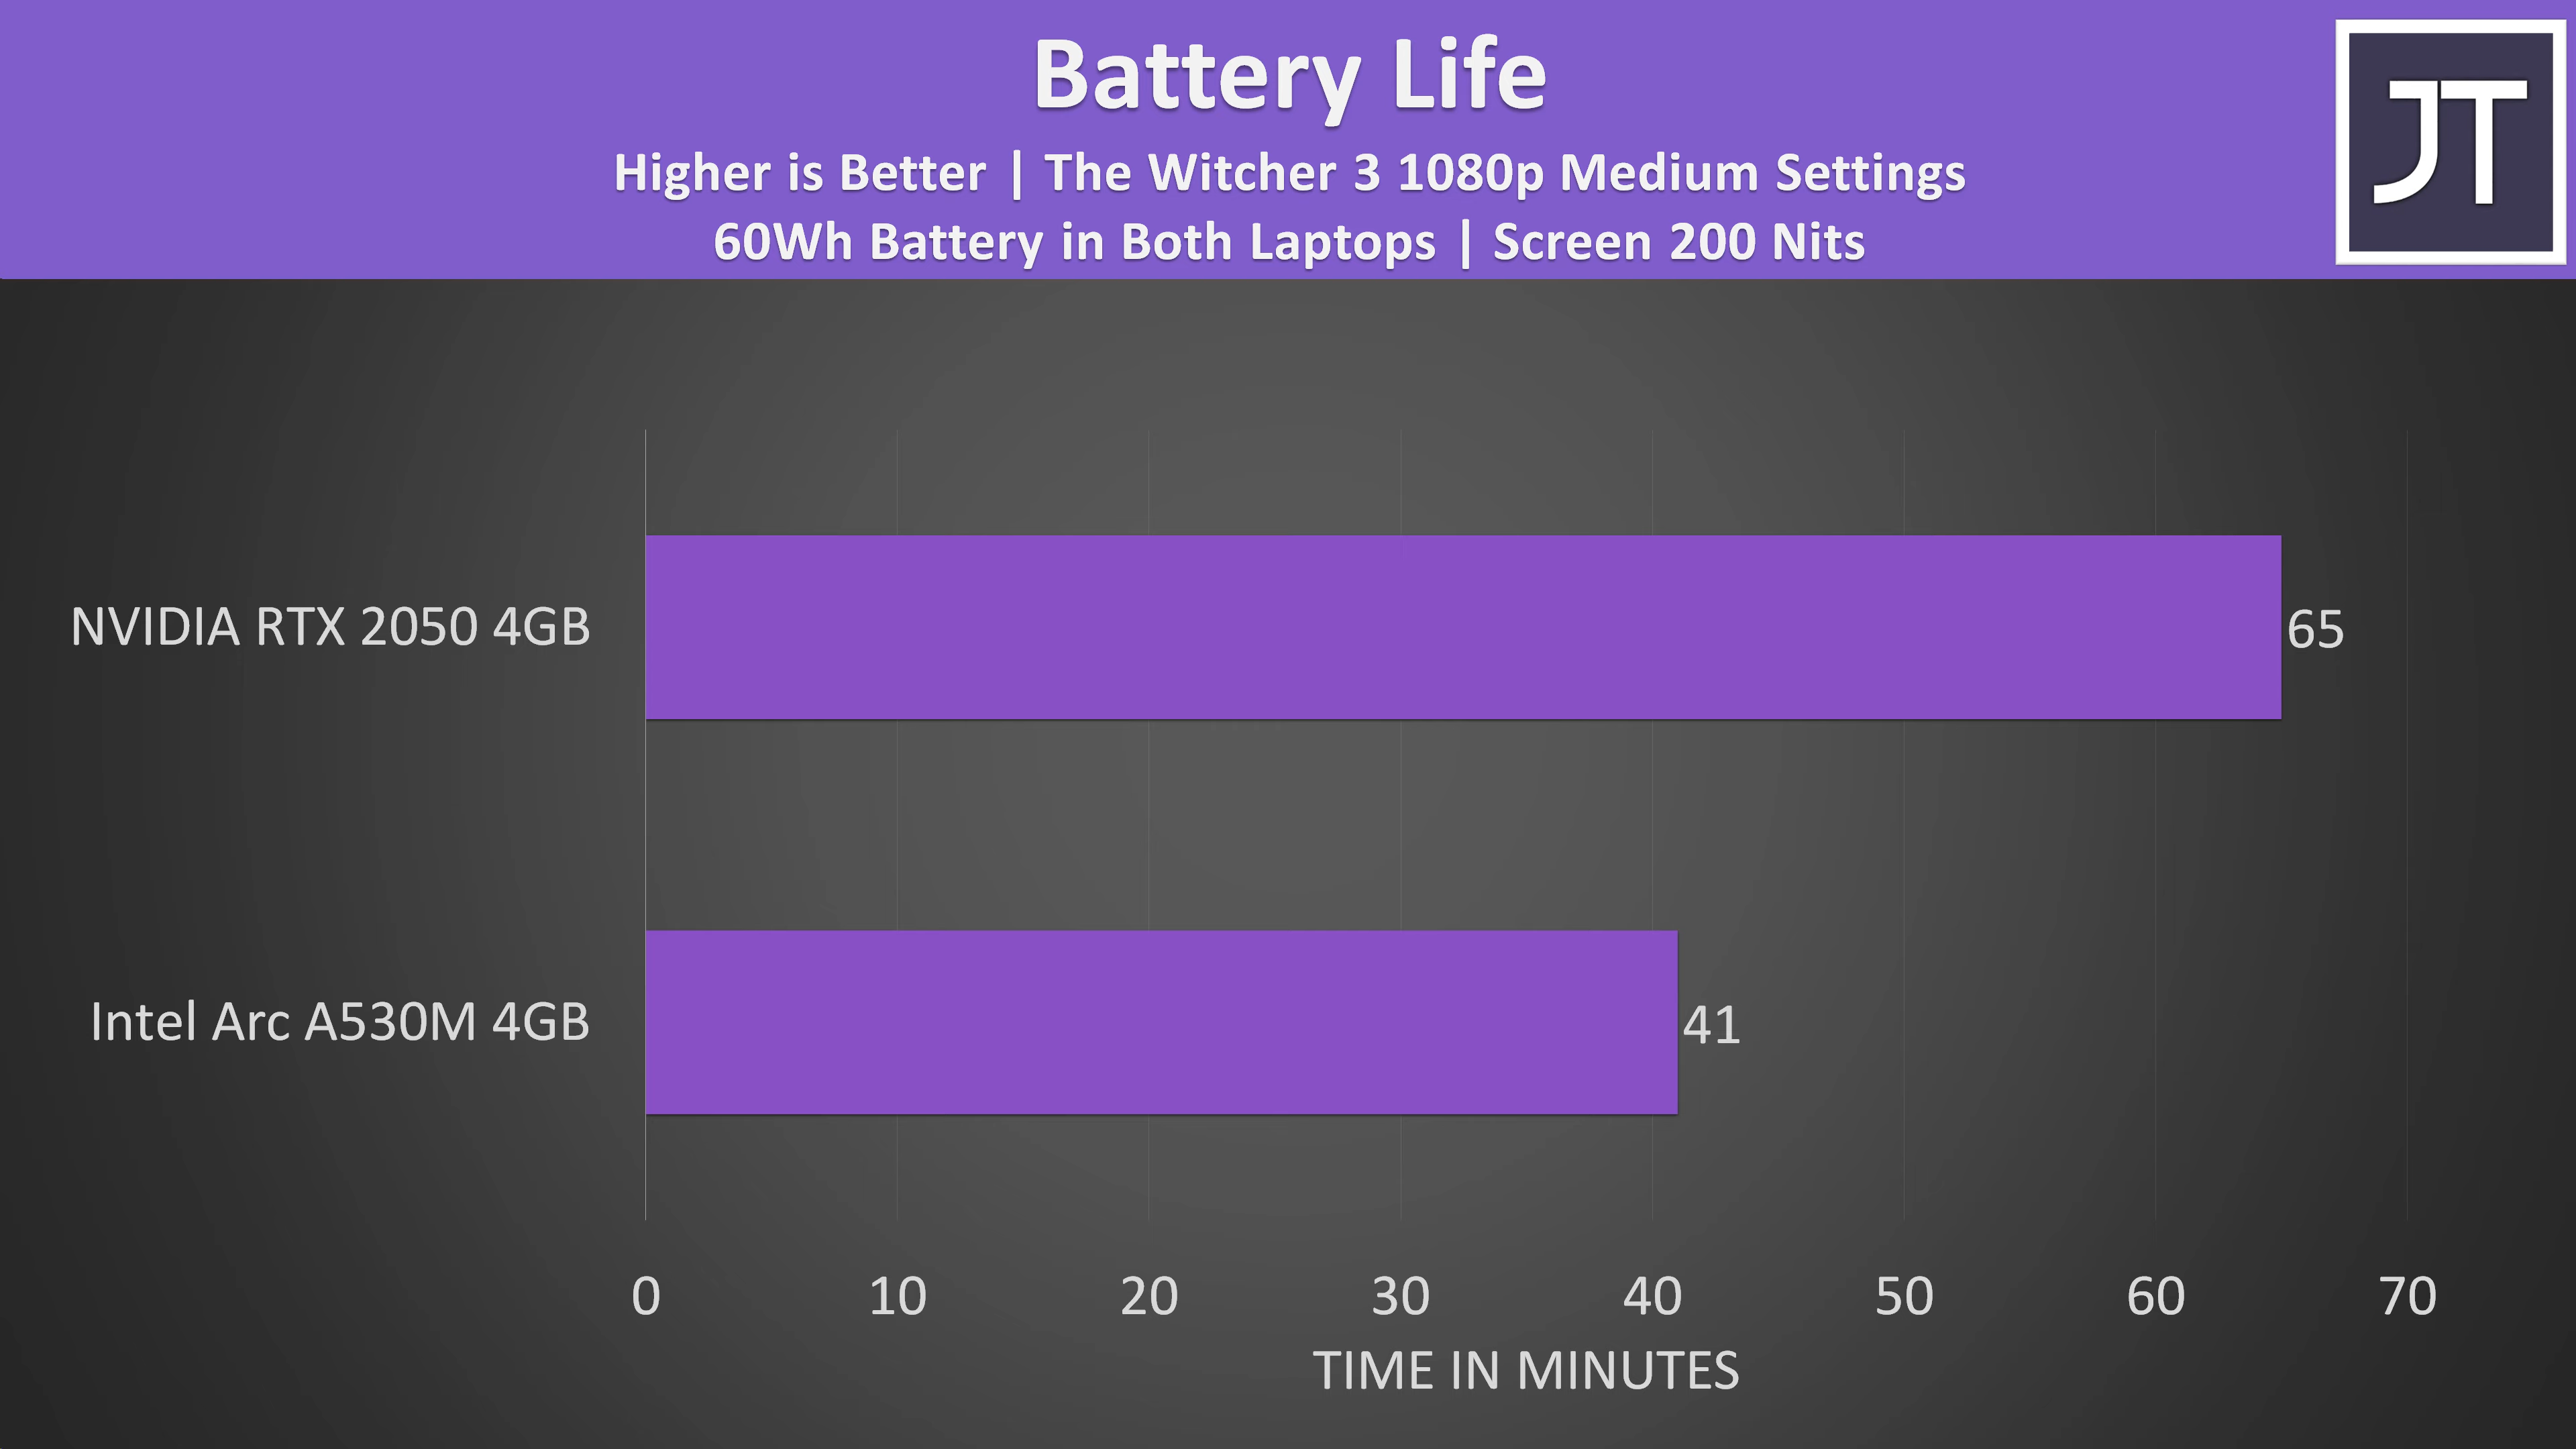 Battery Life
JT
Higher is Better | The Witcher 3 1080p Medium Settings
60Wh Battery in Both Laptops | Screen 200 Nits
NVIDIA RTX 2050 4GB
65
Intel Arc A530M 4GB
41
0 10 20 30 40 50 60 70
TIME IN MINUTES